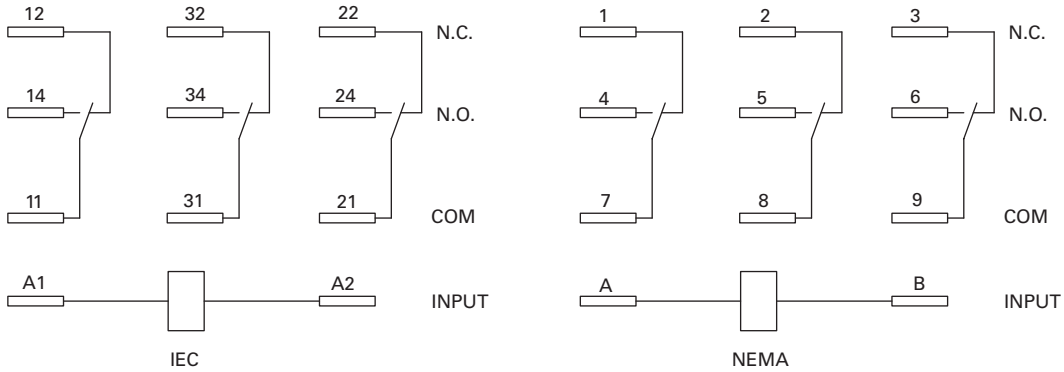 12 32 22 N.C. 1 2 3 N.C.
14 34 24 N.O. 4 5 6 N.O.
11 31 21 COM 7 8 9 COM
A1 A2 INPUT A B INPUT
IEC NEMA